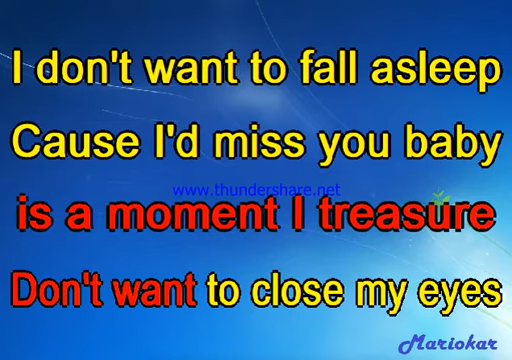 I don't want to fall asleep
Cause I'd miss you baby
www.thundershare.net
is a moment I treasure
Don't want to close my eyes
Mariokar